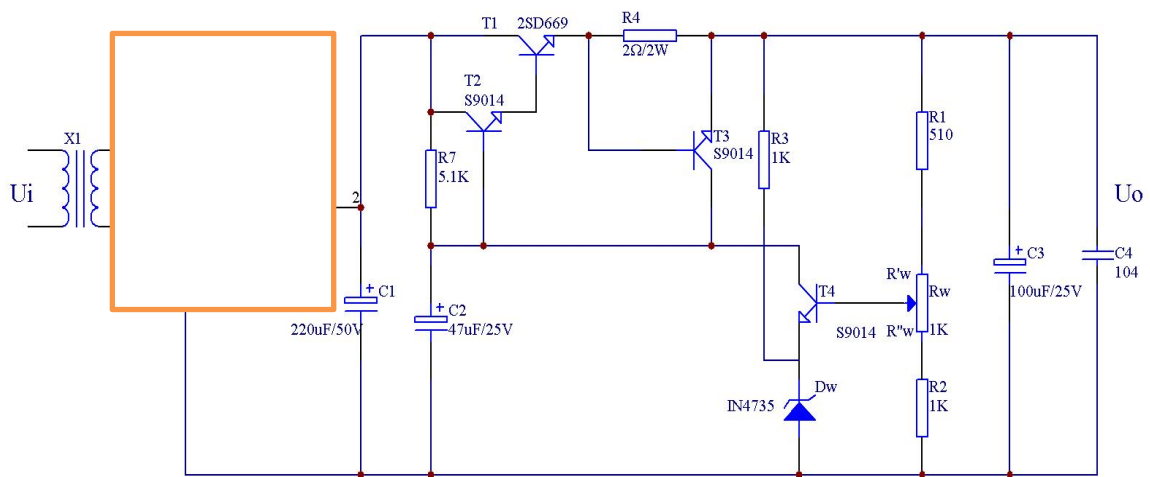 T1
2SD669
R4
2Ω/2W
T2
S9014
X1
Ui
R7
5.1K
T3
S9014
R3
1K
R1
510
2
Uo
C1
220uF/50V
C2
47uF/25V
T4
S9014
R'w
Rw
R"w
1K
C3
100uF/25V
C4
104
Dw
IN4735
R2
1K
+
+
+